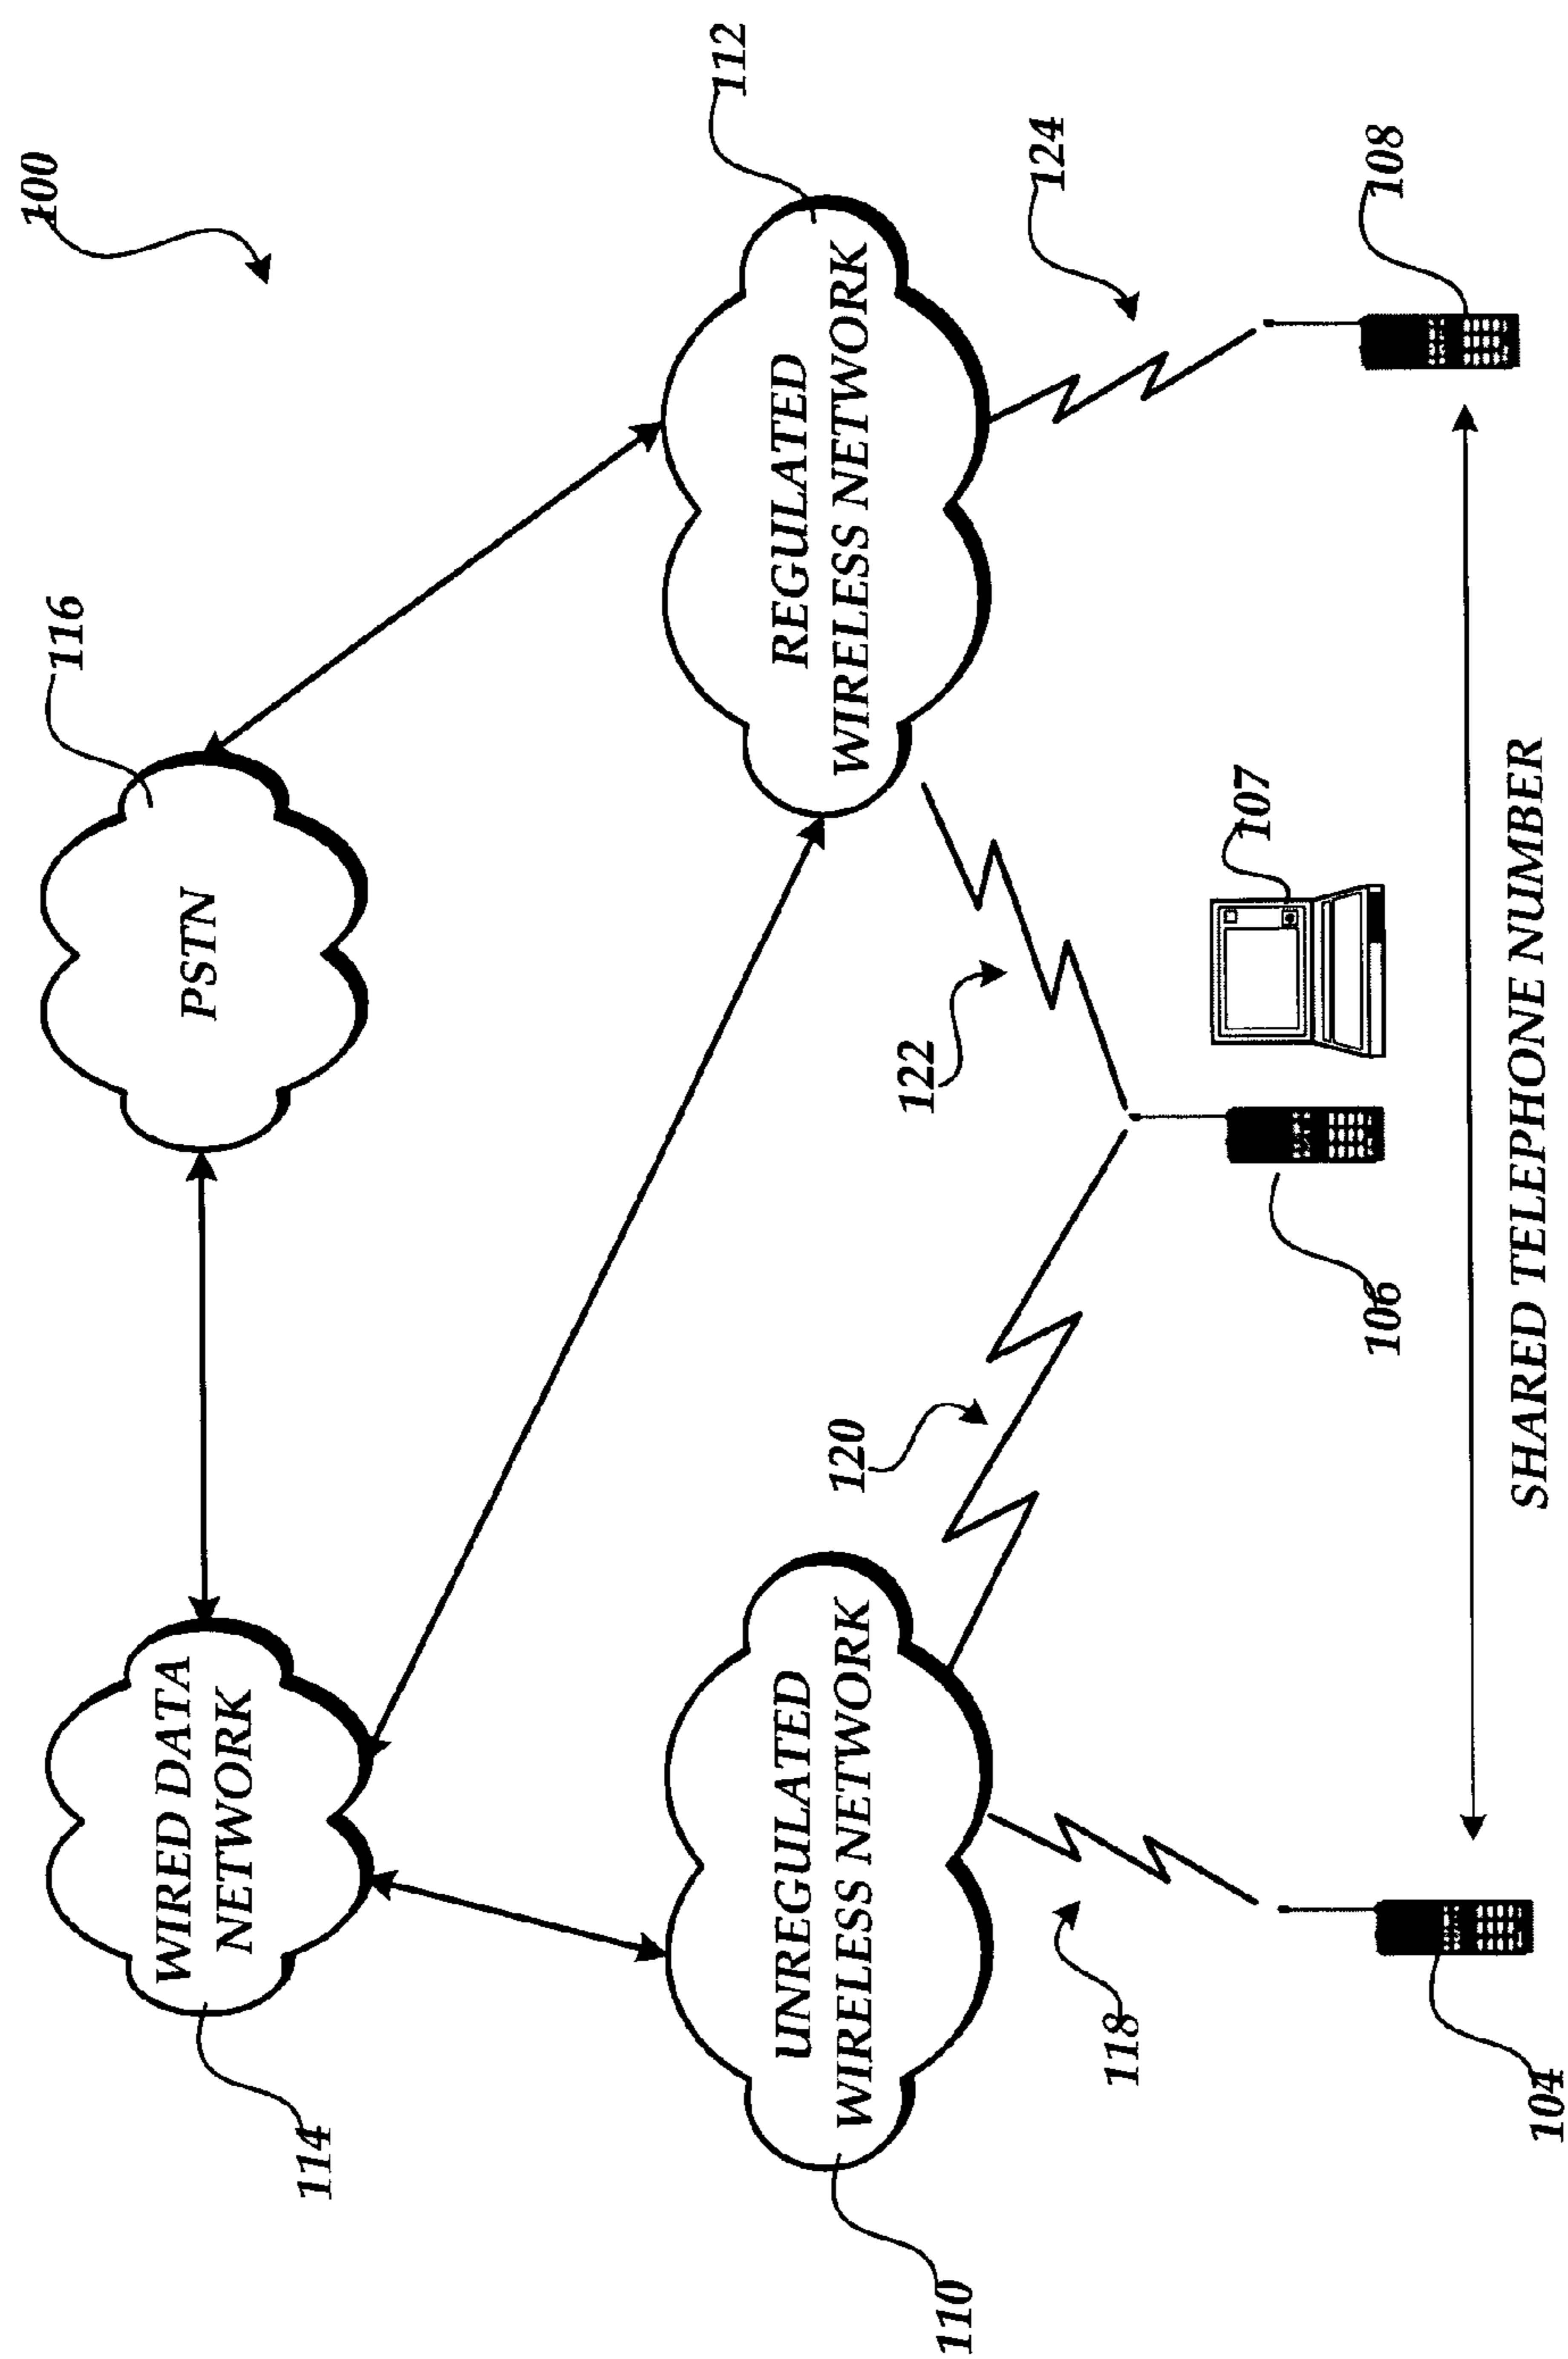 100
116
114
WIRED DATA
NETWORK
PSTN
112
110
UNREGULATED
WIRELESS NETWORK
REGULATED
WIRELESS NETWORK
120
122
124
118
107
106
108
104
SHARED TELEPHONE NUMBER